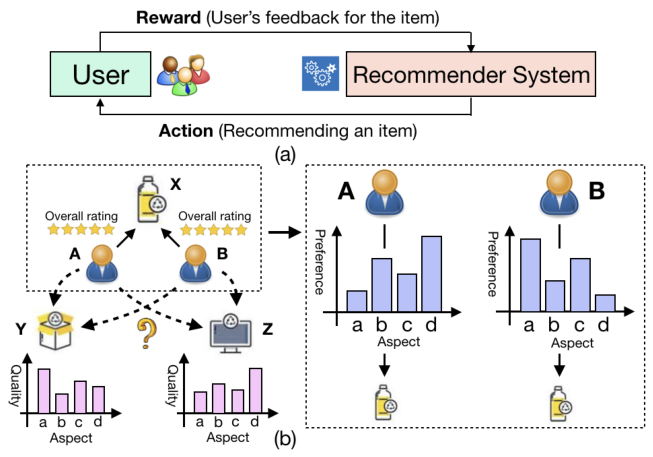 Reward (User's feedback for the item)
User
Recommender System
Action (Recommending an item)
(a)
X
Overall rating
Overall rating
A
B
Y
?
Z
Quality
a b c d
Aspect
Quality
a b c d
Aspect
A
B
Preference
a b c d
Aspect
Preference
a b c d
Aspect
(b)